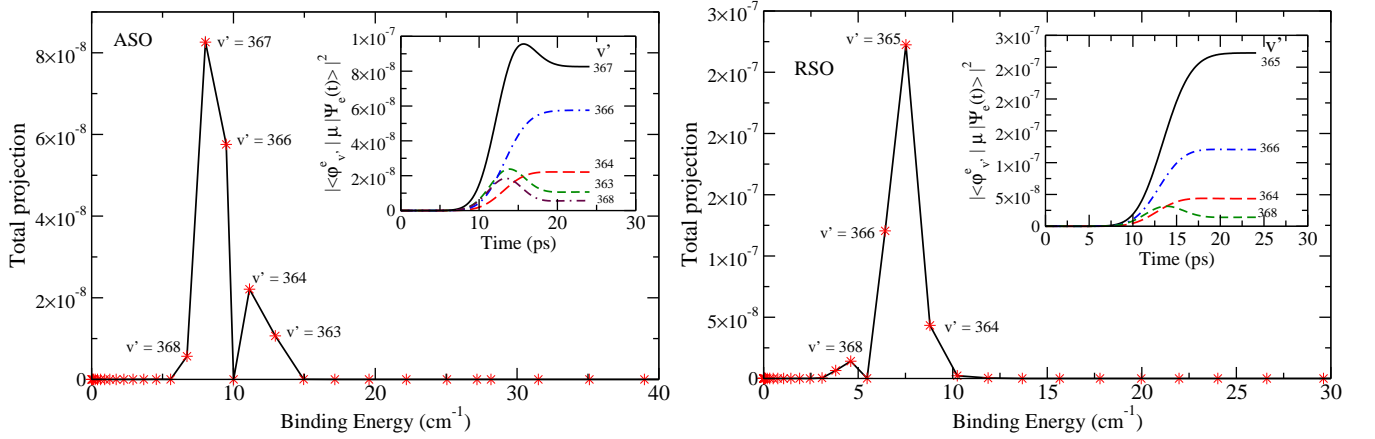 ASO
Total projection
8×10⁻⁸
6×10⁻⁸
4×10⁻⁸
2×10⁻⁸
0
0
10
20
30
40
Binding Energy (cm⁻¹)
v' = 367
v' = 366
v' = 364
v' = 363
v' = 368
|<φᵉᵥ' | μ |Ψₑ(t)> |²
1×10⁻⁷
8×10⁻⁸
6×10⁻⁸
4×10⁻⁸
2×10⁻⁸
0
0
10
20
30
Time (ps)
v'
367
366
364
363
368
RSO
Total projection
3×10⁻⁷
2×10⁻⁷
2×10⁻⁷
2×10⁻⁷
1×10⁻⁷
5×10⁻⁸
0
0
5
10
15
20
25
30
Binding Energy (cm⁻¹)
v' = 365
v' = 366
v' = 364
v' = 368
|<φᵉᵥ' | μ |Ψₑ(t)> |²
3×10⁻⁷
2×10⁻⁷
2×10⁻⁷
2×10⁻⁷
1×10⁻⁷
5×10⁻⁸
0
0
5
10
15
20
25
30
Time (ps)
v'
365
366
364
368